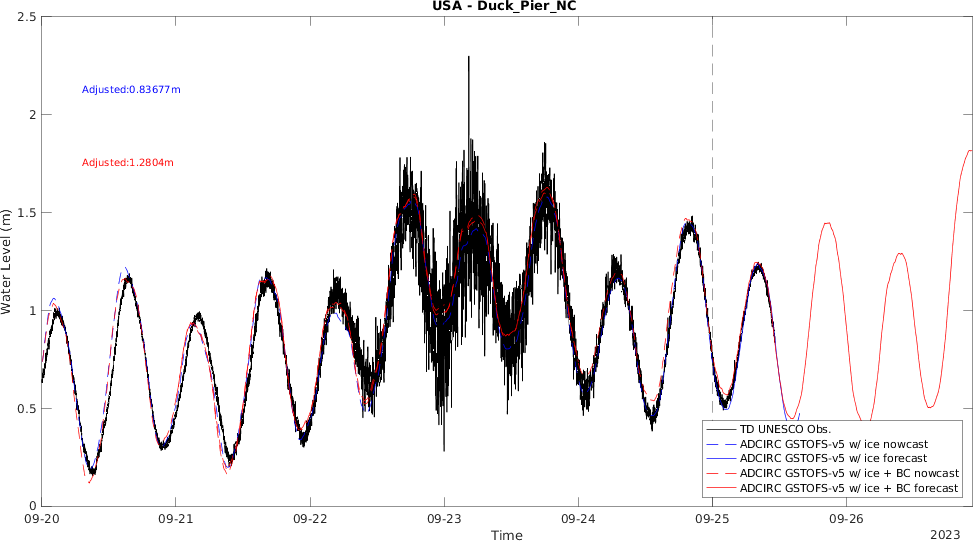 USA - Duck_Pier_NC
2.5
2
1.5
1
0.5
0
Water Level (m)
Adjusted:0.83677m
Adjusted:1.2804m
TD UNESCO Obs.
ADCIRC GSTOFS-v5 w/ ice nowcast
ADCIRC GSTOFS-v5 w/ ice forecast
ADCIRC GSTOFS-v5 w/ ice + BC nowcast
ADCIRC GSTOFS-v5 w/ ice + BC forecast
09-20 09-21 09-22 09-23 09-24 09-25 09-26
Time
2023